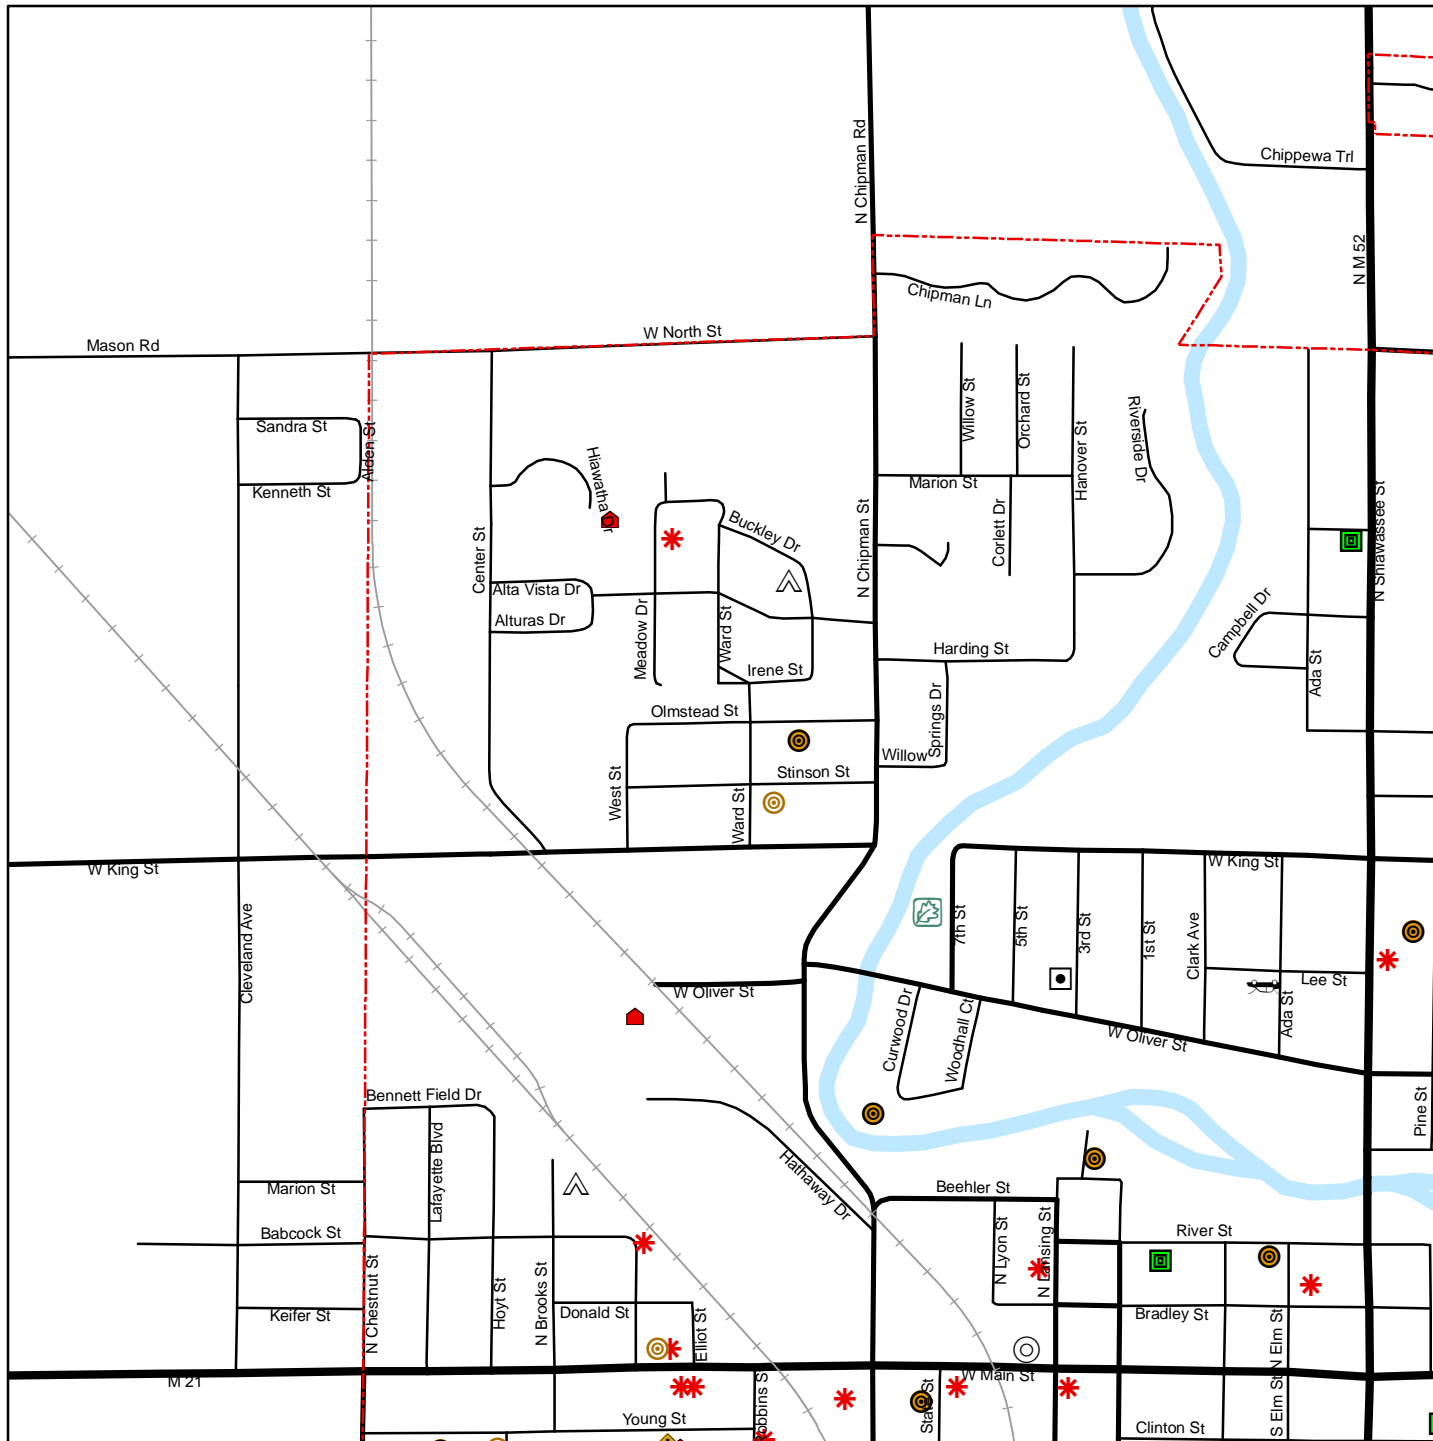 N Chipman Rd
Chippewa Trl
N M 52
Chipman Ln
W North St
Mason Rd
Sandra St
Alden St
Kenneth St
Hiawatha Dr
Willow St
Orchard St
Hanover St
Riverside Dr
Marion St
Buckley Dr
N Chipman St
Corlett Dr
N Shiawassee St
Center St
Alta Vista Dr
Alturas Dr
Meadow Dr
Ward St
Irene St
Harding St
Campbell Dr
Ada St
Olmstead St
Springs Dr
Willow
Stinson St
West St
Ward St
W King St
W King St
Cleveland Ave
7th St
5th St
3rd St
1st St
Clark Ave
Lee St
Ada St
W Oliver St
W Oliver St
Curwood Dr
Woodhall Ct
Bennett Field Dr
Lafayette Blvd
Pine St
Hathaway Dr
Marion St
Beehler St
Babcock St
N Lyon St
N Lansing St
River St
N Chestnut St
Hoyt St
N Brooks St
Keifer St
Donald St
Elliot St
Bradley St
N Elm St
M 21
W Main St
Robbins St
State St
S Elm St
Young St
Clinton St